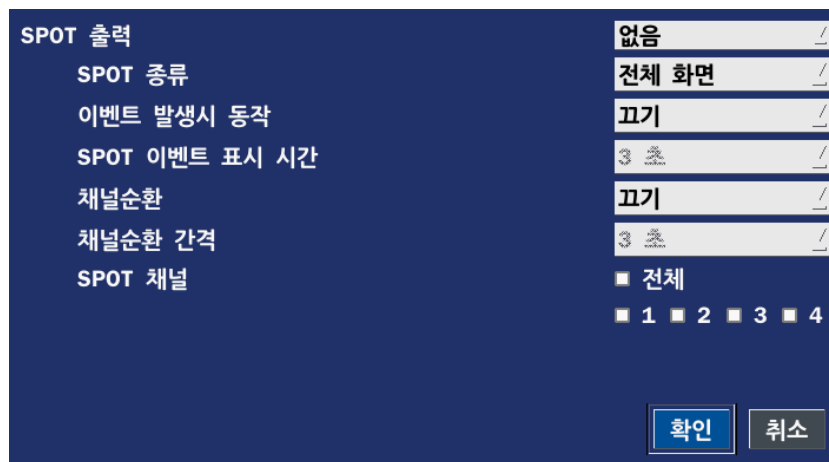 SPOT 출력 없음
SPOT 종류 전체 화면
이벤트 발생시 동작 끄기
SPOT 이벤트 표시 시간 3 초
채널순환 끄기
채널순환 간격 3 초
SPOT 채널 전체
1 2 3 4
확인 취소